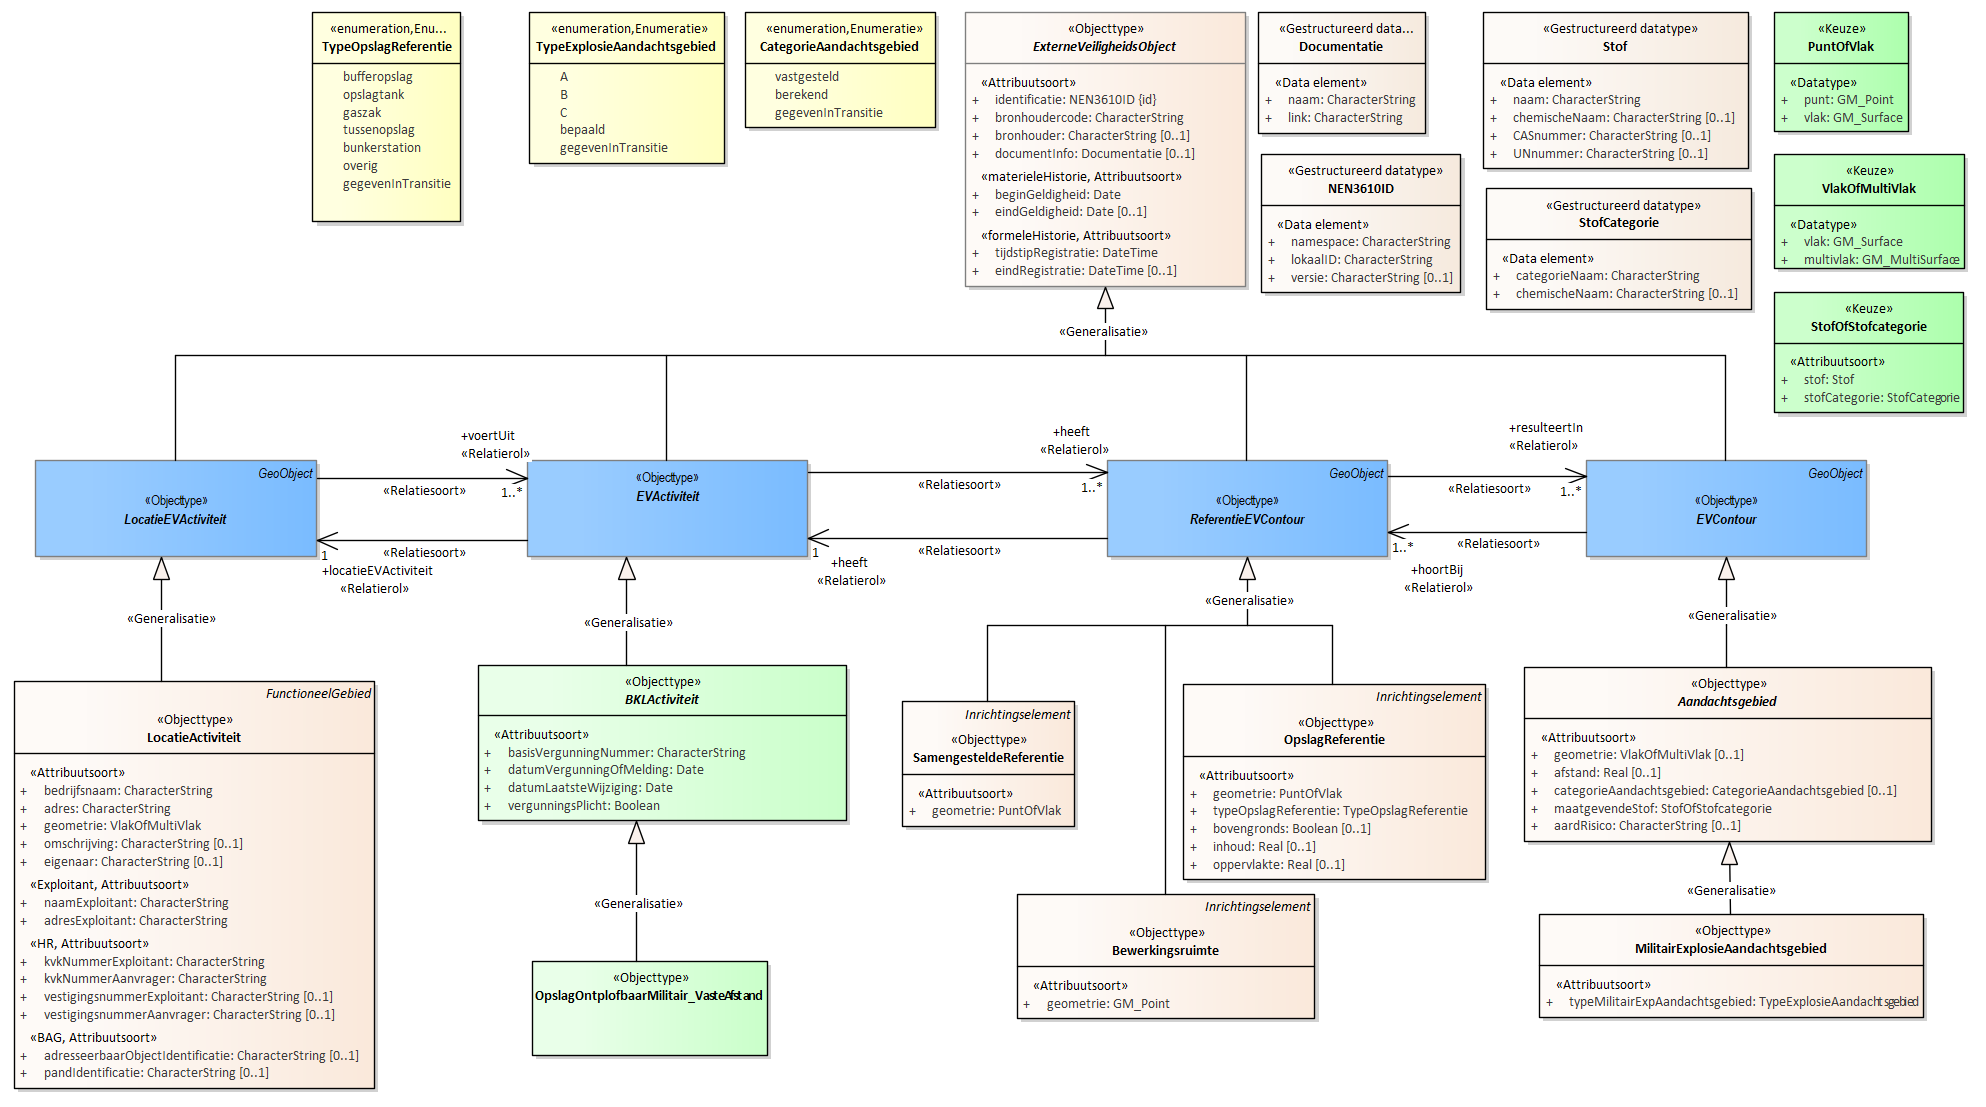 «enumeration,Enu...
TypeOpslagReferentie
bufferopslag
opslagtank
gaszak
tussenopslag
bunkerstation
overig
gegevenInTransitie
«enumeration,Enumeratie»
TypeExplosieAandachtsgebied
A
B
C
bepaald
gegevenInTransitie
«enumeration,Enumeratie»
CategorieAandachtsgebied
vastgesteld
berekend
gegevenInTransitie
«Objecttype»
ExterneVeiligheidsObject
«Attribuutsoort»
+ identificatie: NEN3610ID {id}
+ bronhoudercode: CharacterString
+ bronhouder: CharacterString [0..1]
+ documentInfo: Documentatie [0..1]
«materieleHistorie, Attribuutsoort»
+ beginGeldigheid: Date
+ eindGeldigheid: Date [0..1]
«formeleHistorie, Attribuutsoort»
+ tijdstipRegistratie: DateTime
+ eindRegistratie: DateTime [0..1]
«Gestructureerd data...
Documentatie
«Data element»
+ naam: CharacterString
+ link: CharacterString
«Gestructureerd datatype»
NEN3610ID
«Data element»
+ namespace: CharacterString
+ lokaalID: CharacterString
+ versie: CharacterString [0..1]
«Gestructureerd datatype»
Stof
«Data element»
+ naam: CharacterString
+ chemischeNaam: CharacterString [0..1]
+ CASnummer: CharacterString [0..1]
+ UNnummer: CharacterString [0..1]
«Gestructureerd datatype»
StofCategorie
«Data element»
+ categorieNaam: CharacterString
+ chemischeNaam: CharacterString [0..1]
«Keuze»
PuntOfVlak
«Datatype»
+ punt: GM_Point
+ vlak: GM_Surface
«Keuze»
VlakOfMultiVlak
«Datatype»
+ vlak: GM_Surface
+ multivlak: GM_MultiSurface
«Keuze»
StofOfStofcategorie
«Attribuutsoort»
+ stof: Stof
+ stofCategorie: StofCategorie
«Generalisatie»
GeoObject
«Objecttype»
LocatieEVActiviteit
+voertUit
«Relatierol»
«Relatiesoort»
1..*
«Relatiesoort»
1
+locatieEVActiviteit
«Relatierol»
«Objecttype»
EVActiviteit
+heeft
«Relatierol»
«Relatiesoort»
1..*
«Relatiesoort»
1
+heeft
«Relatierol»
GeoObject
«Objecttype»
ReferentieEVContour
+resulteertIn
«Relatierol»
«Relatiesoort»
1..*
«Relatiesoort»
1..*
+hoortBij
«Relatierol»
GeoObject
«Objecttype»
EVContour
«Generalisatie»
«Generalisatie»
«Generalisatie»
«Generalisatie»
FunctioneelGebied
«Objecttype»
LocatieActiviteit
«Attribuutsoort»
+ bedrijfsnaam: CharacterString
+ adres: CharacterString
+ geometrie: VlakOfMultiVlak
+ omschrijving: CharacterString [0..1]
+ eigenaar: CharacterString [0..1]
«Exploitant, Attribuutsoort»
+ naamExploitant: CharacterString
+ adresExploitant: CharacterString
«HR, Attribuutsoort»
+ kvkNummerExploitant: CharacterString
+ kvkNummerAanvrager: CharacterString
+ vestigingsnummerExploitant: CharacterString [0..1]
+ vestigingsnummerAanvrager: CharacterString [0..1]
«BAG, Attribuutsoort»
+ adresseerbaarObjectIdentificatie: CharacterString [0..1]
+ pandIdentificatie: CharacterString [0..1]
«Objecttype»
BKLActiviteit
«Attribuutsoort»
+ basisVergunningNummer: CharacterString
+ datumVergunningOfMelding: Date
+ datumLaatsteWijziging: Date
+ vergunningsPlicht: Boolean
«Generalisatie»
«Objecttype»
OpslagOntplofbaarMilitair_VasteAfstand
Inrichtingselement
«Objecttype»
SamengesteldeReferentie
«Attribuutsoort»
+ geometrie: PuntOfVlak
Inrichtingselement
«Objecttype»
OpslagReferentie
«Attribuutsoort»
+ geometrie: PuntOfVlak
+ typeOpslagReferentie: TypeOpslagReferentie
+ bovengronds: Boolean [0..1]
+ inhoud: Real [0..1]
+ oppervlakte: Real [0..1]
Inrichtingselement
«Objecttype»
Bewerkingsruimte
«Attribuutsoort»
+ geometrie: GM_Point
«Objecttype»
Aandachtsgebied
«Attribuutsoort»
+ geometrie: VlakOfMultiVlak [0..1]
+ afstand: Real [0..1]
+ categorieAandachtsgebied: CategorieAandachtsgebied [0..1]
+ maatgevendeStof: StofOfStofcategorie
+ aardRisico: CharacterString [0..1]
«Generalisatie»
«Objecttype»
MilitairExplosieAandachtsgebied
«Attribuutsoort»
+ typeMilitairExpAandachtsgebied: TypeExplosieAandachtsgebied